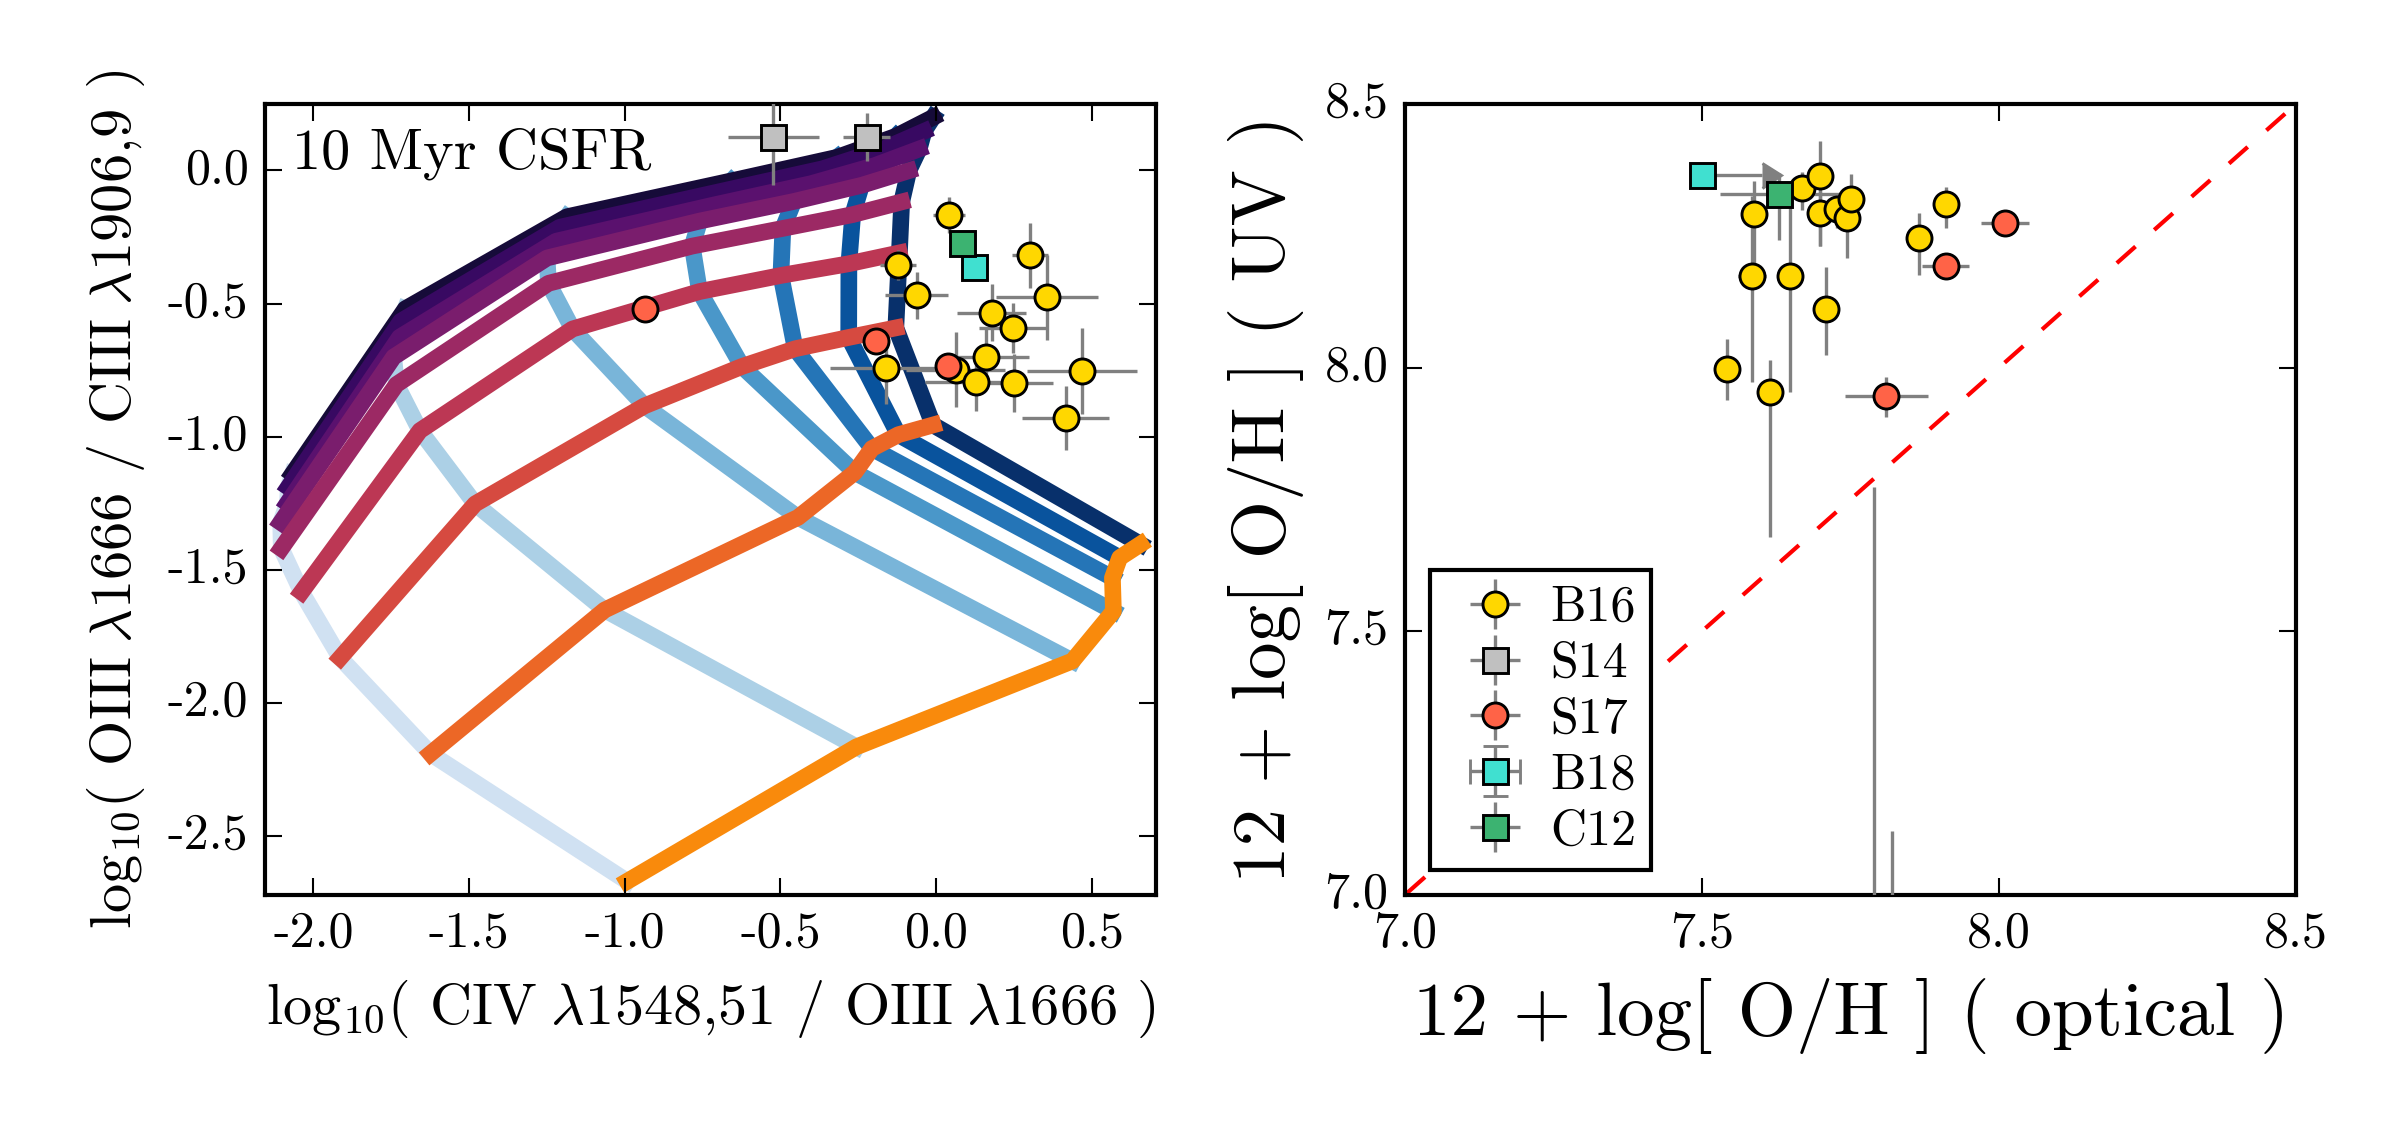 10 Myr CSFR
log10( OIII λ1666 / CIII λ1906,9 )
0.0
-0.5
-1.0
-1.5
-2.0
-2.5
-2.0 -1.5 -1.0 -0.5 0.0 0.5
log10( CIV λ1548,51 / OIII λ1666 )
12 + log[ O/H ] ( UV )
8.5
8.0
7.5
7.0
B16
S14
S17
B18
C12
7.0 7.5 8.0 8.5
12 + log[ O/H ] ( optical )